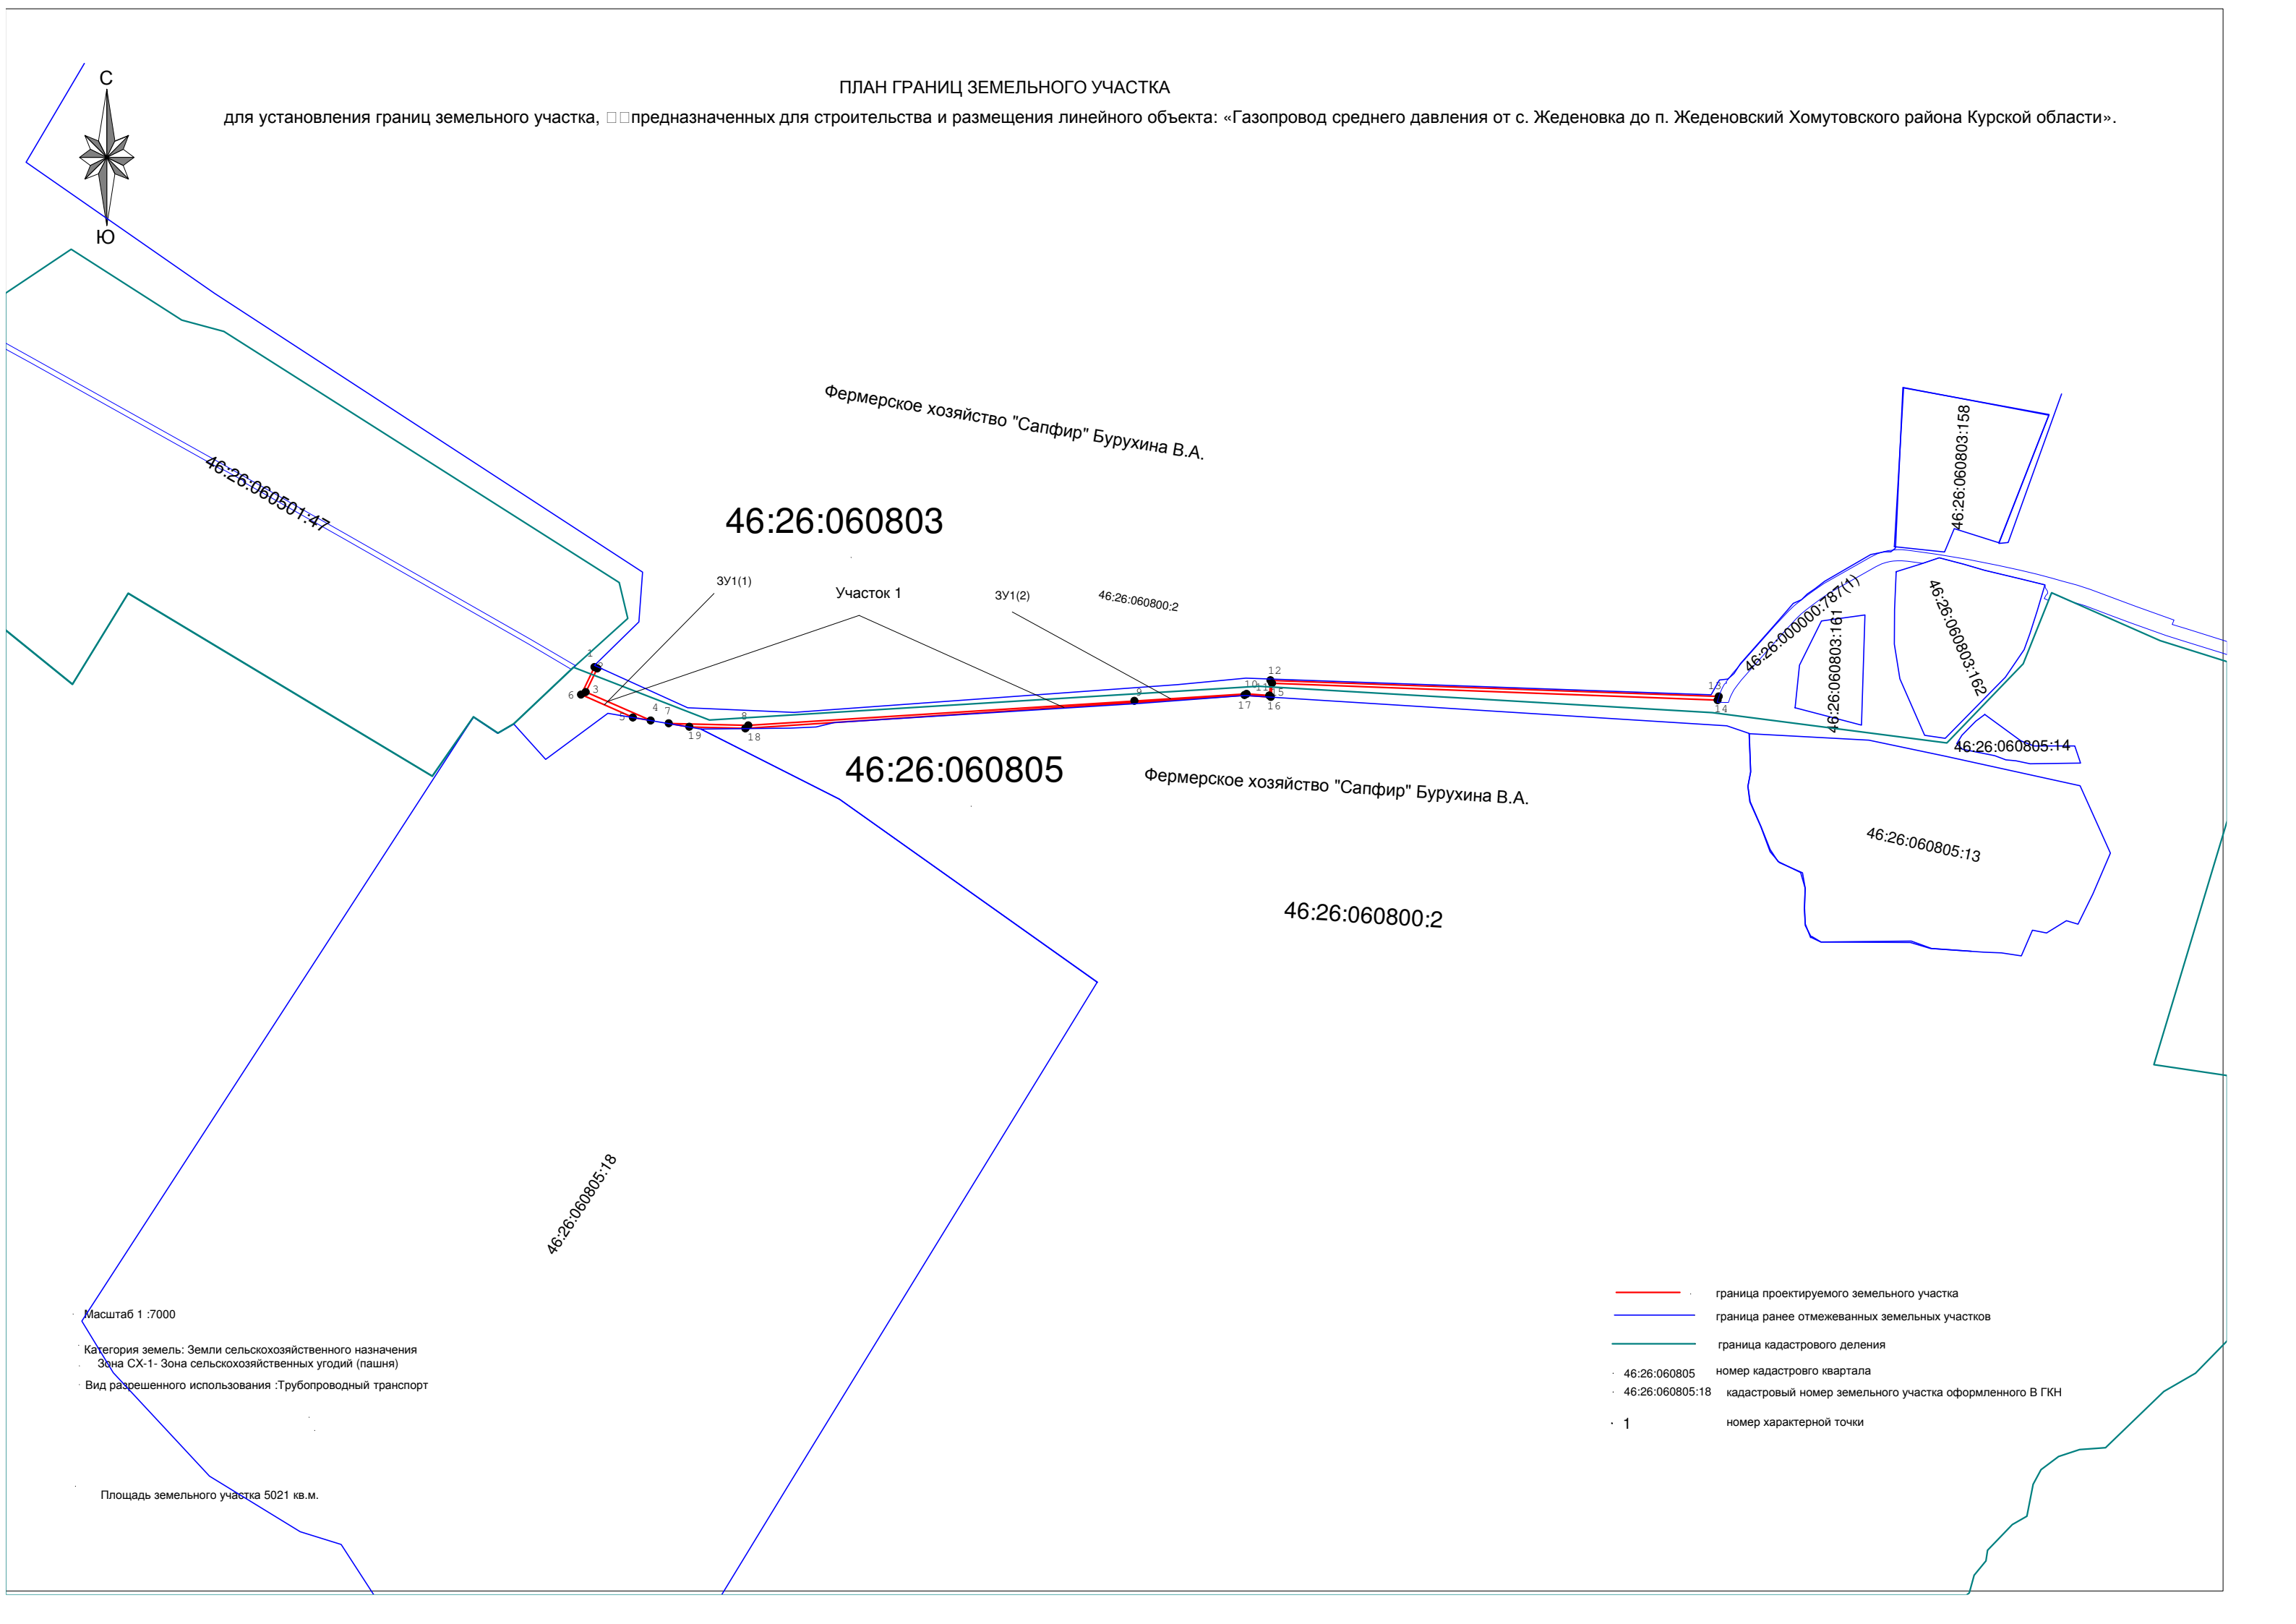 ПЛАН ГРАНИЦ ЗЕМЕЛЬНОГО УЧАСТКА
для установления границ земельного участка, □□предназначенных для строительства и размещения линейного объекта: «Газопровод среднего давления от с. Жеденовка до п. Жеденовский Хомутовского района Курской области».
С
Ю
Фермерское хозяйство "Сапфир" Бурухина В.А.
46:26:060501:47
46:26:060803
46:26:060803:158
ЗУ1(1)
Участок 1
ЗУ1(2)
46:26:060800:2
46:26:000000:787(1)
46:26:060803:161
46:26:060803:162
1
2
3
6
5
4
7
19
8
18
9
10
11
12
15
17
16
13
14
46:26:060805:14
46:26:060805
Фермерское хозяйство "Сапфир" Бурухина В.А.
46:26:060805:13
46:26:060800:2
46:26:060805:18
Масштаб 1 :7000
Категория земель: Земли сельскохозяйственного назначения
Зона СХ-1- Зона сельскохозяйственных угодий (пашня)
Вид разрешенного использования :Трубопроводный транспорт
Площадь земельного участка 5021 кв.м.
граница проектируемого земельного участка
граница ранее отмежеванных земельных участков
граница кадастрового деления
46:26:060805 номер кадастрового квартала
46:26:060805:18 кадастровый номер земельного участка оформленного В ГКН
1 номер характерной точки